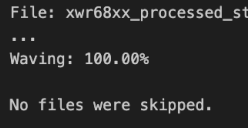 File: xwr68xx_processed_st
...
Waving: 100.00%
No files were skipped.